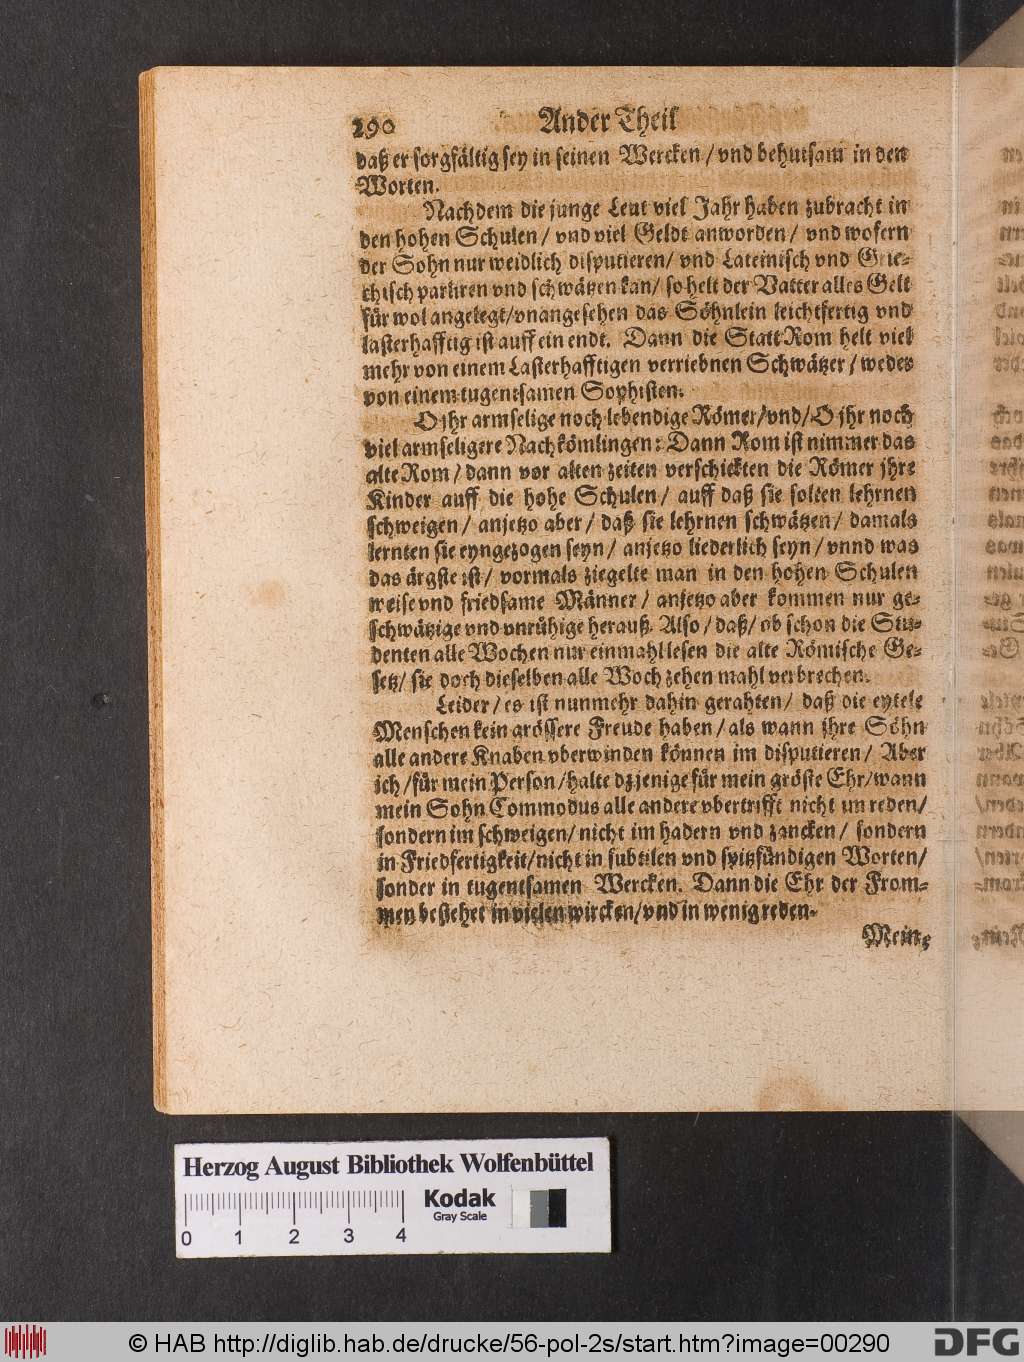 290 Ander Theil
daß er sorgfältig sey in seinen Wercken / vnd behutsam in den
Worten.
Nachdem die junge Leut viel Jahr haben zubracht in
den hohen Schulen / vnd viel Geldt anworden / vnd wofern
der Sohn nur weidlich disputieren / vnd Lateinisch vnd Grie-
chisch parliren vnd schwätzen kan / so helt der Vatter alles Gelt
für wol angelegt / vnangesehen das Söhnlein leichtfertig vnd
lasterhafftig ist auff ein endt. Dann die Statt Rom helt viel
mehr von einem Lasterhafftigen verriebnen Schwätzer / weder
von einem tugentsamen Sophisten.
O jhr armselige noch lebendige Römer / vnd / O jhr noch
viel armseligere Nachkömlingen: Dann Rom ist nimmer das
alte Rom / dann vor alten zeiten verschickten die Römer jhre
Kinder auff die hohe Schulen / auff daß sie solten lehrnen
schweigen / anjetzo aber / daß sie lehrnen schwätzen / damals
lernten sie eyngezogen seyn / anjetzo liederlich seyn / vnnd was
das ärgste ist / vormals ziegelte man in den hohen Schulen
weise vnd friedsame Männer / anjetzo aber kommen nur ge-
schwätzige vnd vnrühige herauß. Also / daß / ob schon die Stu-
denten alle Wochen nur einmahl lesen die alte Römische Ge-
setz / sie doch dieselben alle Woch zehen mahl verbrechen.
Leider / es ist nunmehr dahin gerahten / daß die eytele
Menschen kein grössere Freude haben / als wann jhre Söhn
alle andere Knaben vberwinden können im disputieren / Aber
ich / für mein Person / halte dz jenige für mein gröste Ehr / wann
mein Sohn Commodus alle andere vbertrifft nicht im reden /
sondern im schweigen / nicht im hadern vnd zancken / sondern
in Friedfertigkeit / nicht in subtilen vnd spitzfündigen Worten /
sonder in tugentsamen Wercken. Dann die Ehr der From-
men bestehet in vielen wircken / vnd in wenig reden.
Mein,
Herzog August Bibliothek Wolfenbüttel
Kodak
Gray Scale
0 1 2 3 4
© HAB http://diglib.hab.de/drucke/56-pol-2s/start.htm?image=00290
DFG